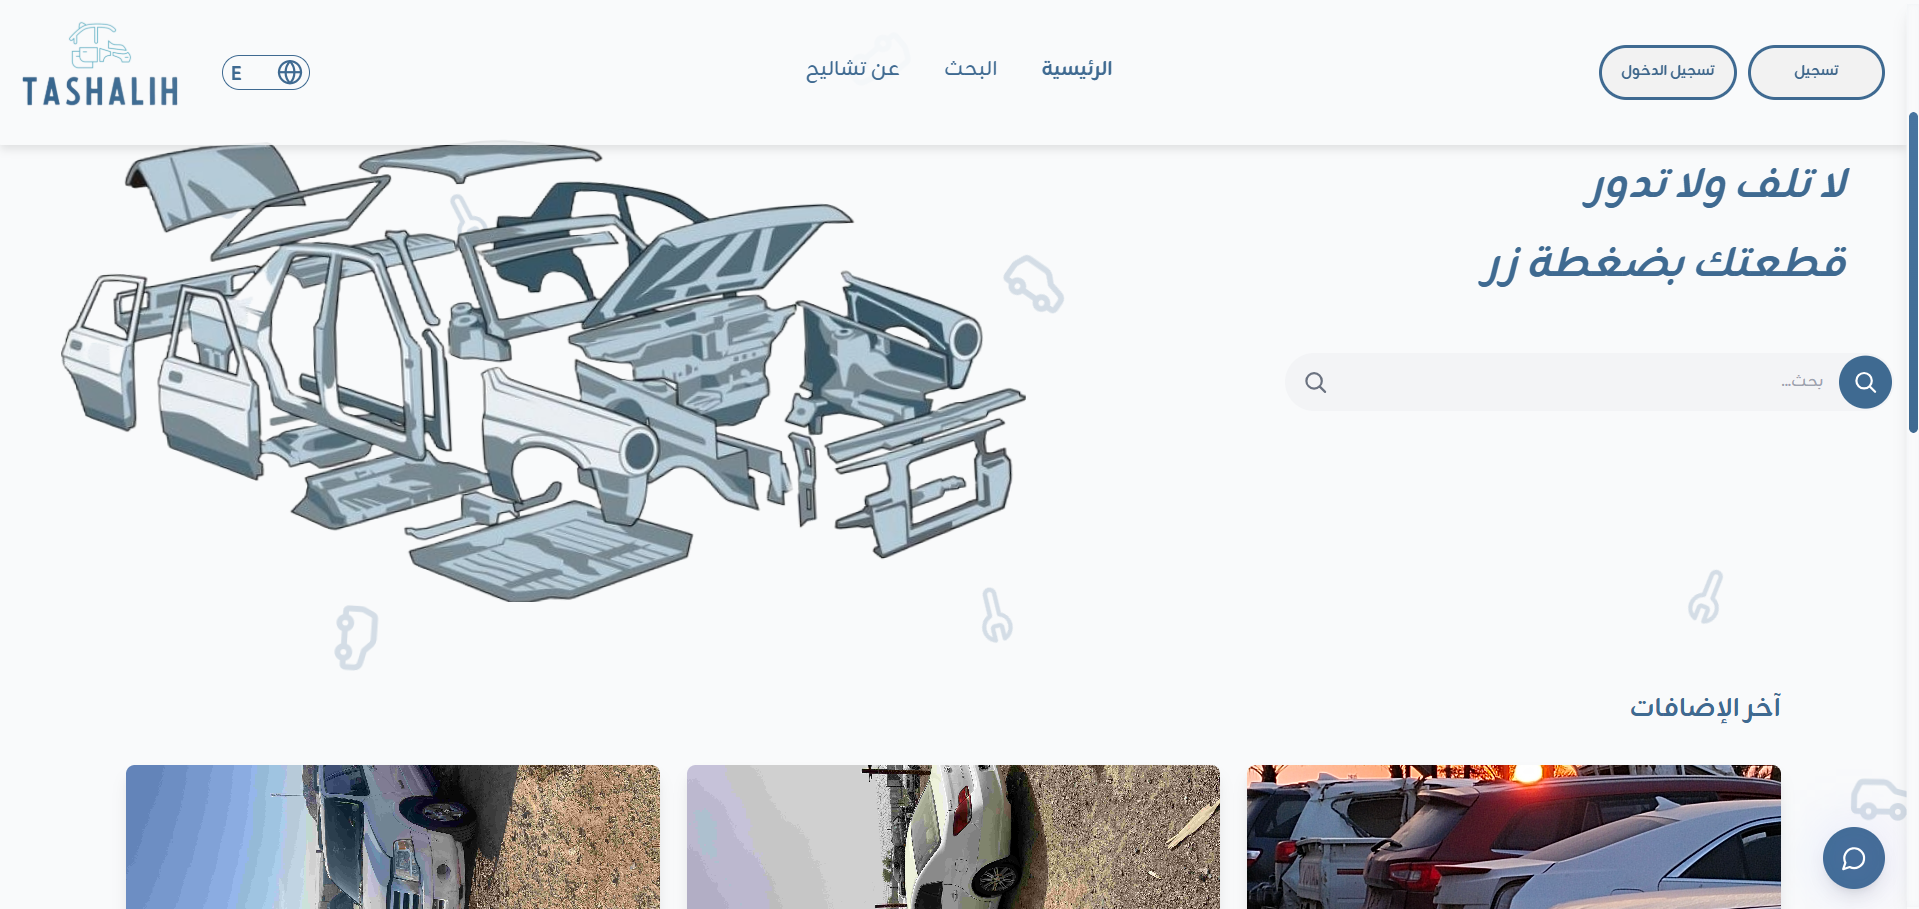 تسجيل
تسجيل الدخول
الرئيسية
البحث
عن تشاليح
E
TASHALIH
لا تلف ولا تدور
قطعتك بضغطة زر
بحث...
آخر الإضافات